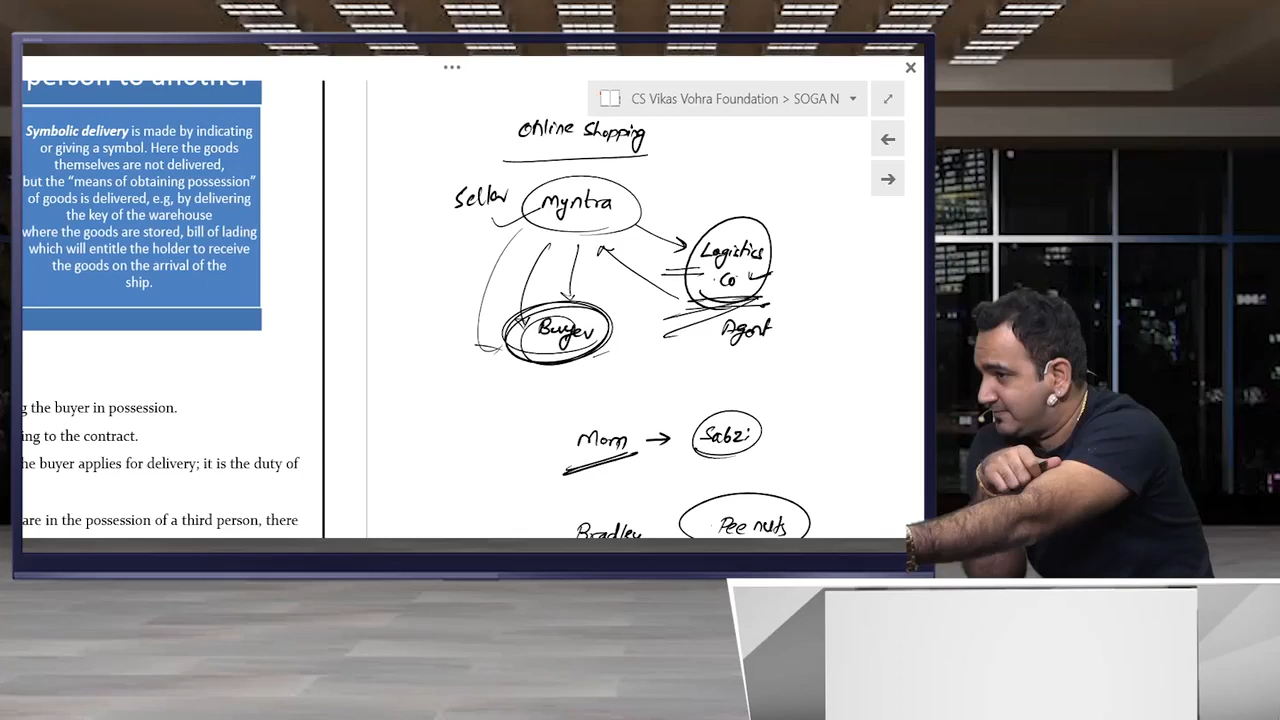 person to another
Symbolic delivery is made by indicating
or giving a symbol. Here the goods
themselves are not delivered,
but the “means of obtaining possession”
of goods is delivered, e.g, by delivering
the key of the warehouse
where the goods are stored, bill of lading
which will entitle the holder to receive
the goods on the arrival of the
ship.
g the buyer in possession.
ing to the contract.
he buyer applies for delivery; it is the duty of
are in the possession of a third person, there
CS Vikas Vohra Foundation > SOGA N
Online Shopping
Seller
Myntra
Logistics
Co
Agent
Buyer
Mom → Sabzi
Bradley
Pee nuts